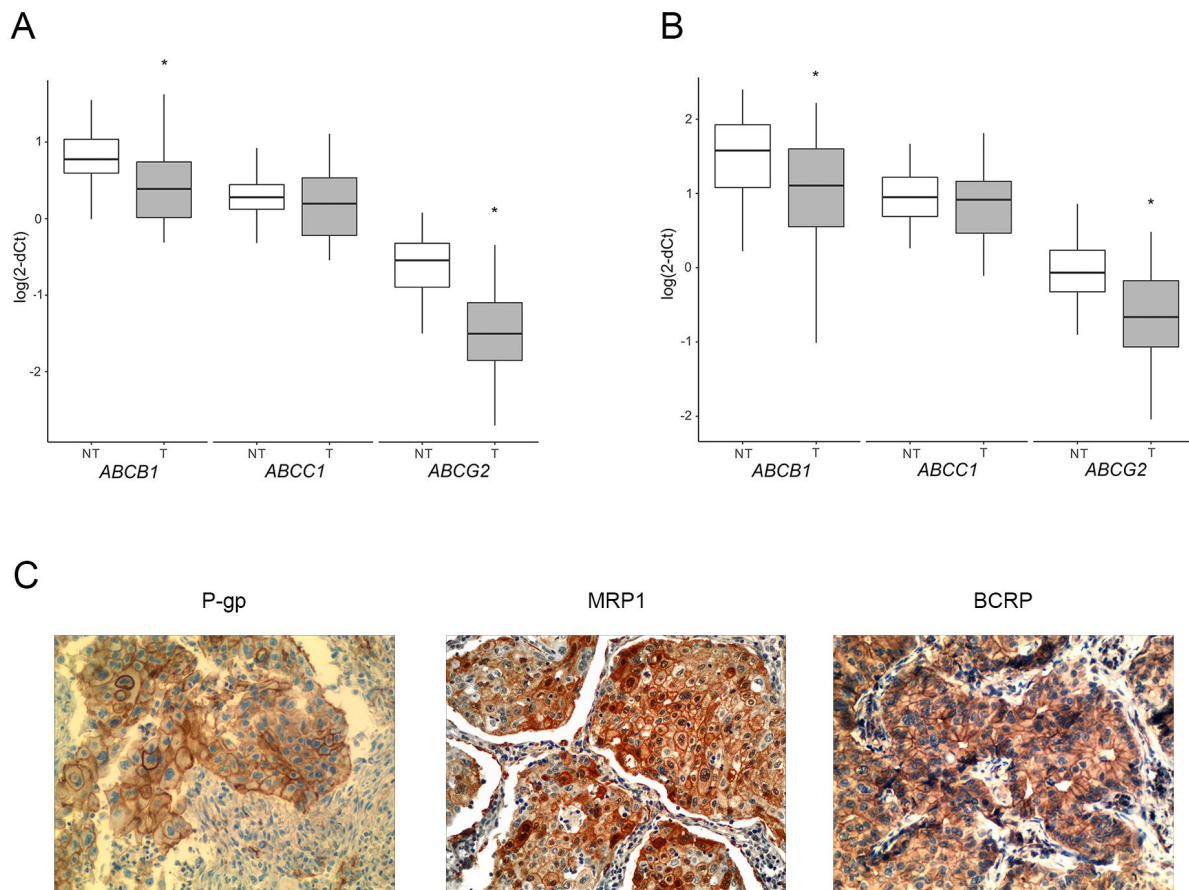 A
*
*
1
0
-1
-2
log(2-dCt)
NT T NT T NT T
ABCB1 ABCC1 ABCG2
B
*
*
2
1
0
-1
-2
log(2-dCt)
NT T NT T NT T
ABCB1 ABCC1 ABCG2
C
P-gp MRP1 BCRP